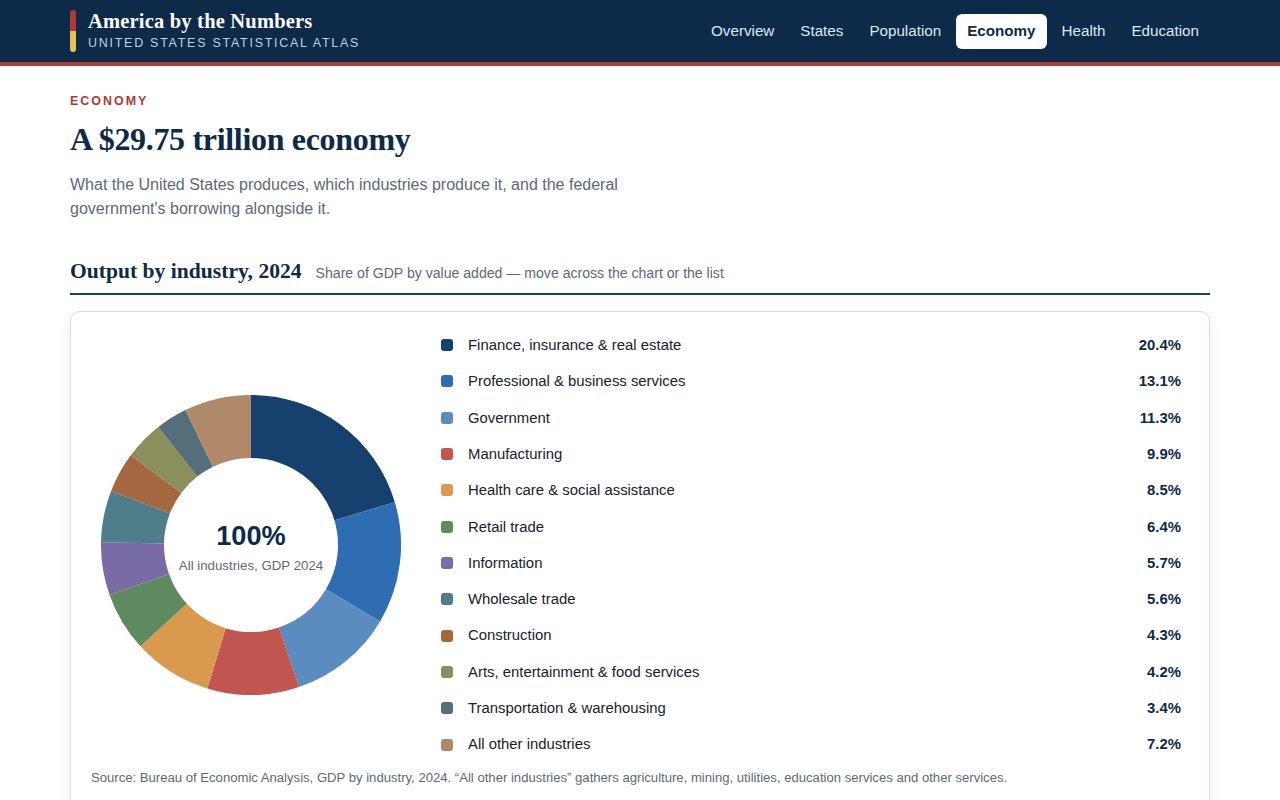 America by the Numbers
UNITED STATES STATISTICAL ATLAS
Overview States Population Economy Health Education
ECONOMY
A $29.75 trillion economy
What the United States produces, which industries produce it, and the federal
government's borrowing alongside it.
Output by industry, 2024 Share of GDP by value added — move across the chart or the list
100%
All industries, GDP 2024
Finance, insurance & real estate 20.4%
Professional & business services 13.1%
Government 11.3%
Manufacturing 9.9%
Health care & social assistance 8.5%
Retail trade 6.4%
Information 5.7%
Wholesale trade 5.6%
Construction 4.3%
Arts, entertainment & food services 4.2%
Transportation & warehousing 3.4%
All other industries 7.2%
Source: Bureau of Economic Analysis, GDP by industry, 2024. “All other industries” gathers agriculture, mining, utilities, education services and other services.